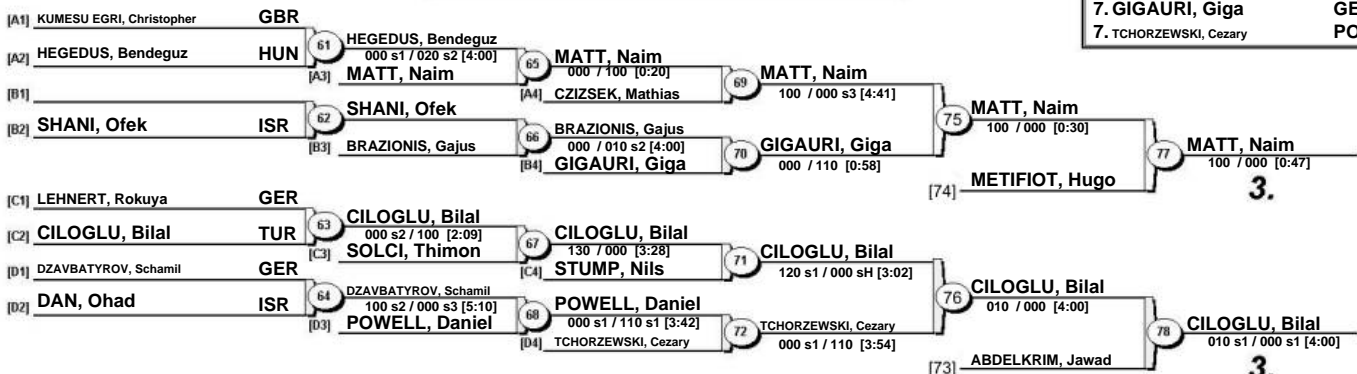 [A1] KUMESU EGRI, Christopher GBR
7. GIGAURI, Giga
7. TCHORZEWSKI, Cezary PO
[A2] HEGEDUS, Bendeguz HUN
61 HEGEDUS, Bendeguz
000 s1 / 020 s2 [4:00]
[A3] MATT, Naim
65 MATT, Naim
000 / 100 [0:20]
[A4] CZIZSEK, Mathias
69 MATT, Naim
100 / 000 s3 [4:41]
[B1]
[B2] SHANI, Ofek ISR
62 SHANI, Ofek
[B3] BRAZIONIS, Gajus
66 BRAZIONIS, Gajus
000 / 010 s2 [4:00]
[B4] GIGAURI, Giga
70 GIGAURI, Giga
000 / 110 [0:58]
75 MATT, Naim
100 / 000 [0:30]
[74] METIFIOT, Hugo
77 MATT, Naim
100 / 000 [0:47]
3.
[C1] LEHNERT, Rokuya GER
[C2] CILOGLU, Bilal TUR
63 CILOGLU, Bilal
000 s2 / 100 [2:09]
[C3] SOLCI, Thimon
67 CILOGLU, Bilal
130 / 000 [3:28]
[C4] STUMP, Nils
71 CILOGLU, Bilal
120 s1 / 000 sH [3:02]
[D1] DZAVBATYROV, Schamil GER
[D2] DAN, Ohad ISR
64 DZAVBATYROV, Schamil
100 s2 / 000 s3 [5:10]
[D3] POWELL, Daniel
68 POWELL, Daniel
000 s1 / 110 s1 [3:42]
[D4] TCHORZEWSKI, Cezary
72 TCHORZEWSKI, Cezary
000 s1 / 110 [3:54]
76 CILOGLU, Bilal
010 / 000 [4:00]
[73] ABDELKRIM, Jawad
78 CILOGLU, Bilal
010 s1 / 000 s1 [4:00]
3.